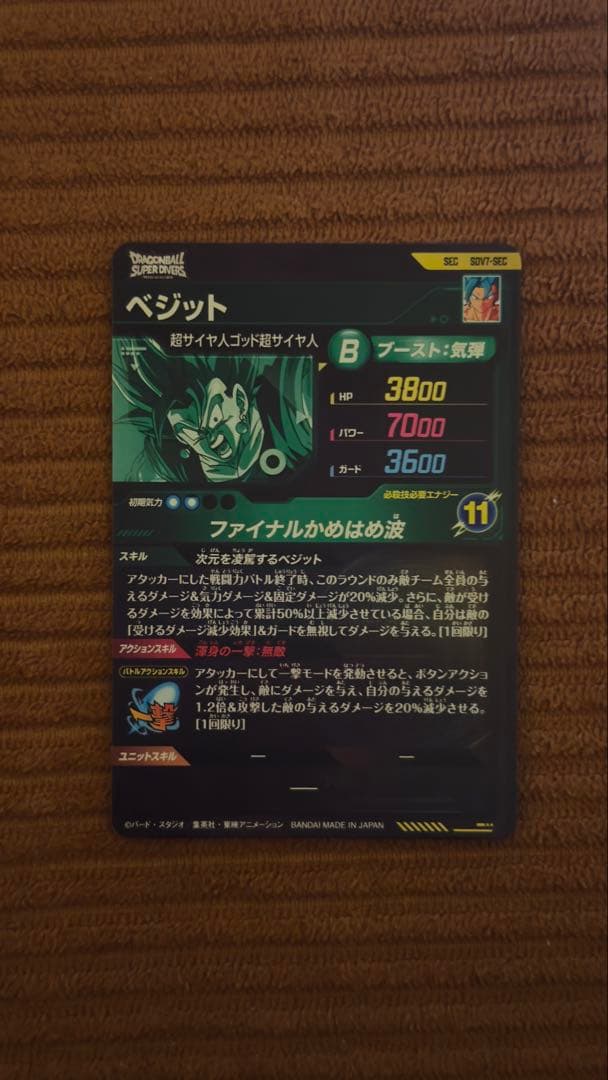 DRAGONBALL
SUPER DIVERS
SEC SDV7-SEC
ベジット
超サイヤ人ゴッド超サイヤ人
B ブースト:気弾
HP 3800
パワー 7000
ガード 3600
初期気力
必殺技必要エナジー
11
ファイナルかめはめ波
スキル 次元を凌駕するベジット
アタッカーにした戦闘力バトル終了時、このラウンドのみ敵チーム全員の与
えるダメージ&気力ダメージ&固定ダメージが20%減少。さらに、敵が受け
るダメージを効果によって累計50%以上減少させている場合、自分は敵の
「受けるダメージ減少効果」&ガードを無視してダメージを与える。[1回限り]
アクションスキル 渾身の一撃:無敵
バトルアクションスキル
一撃
アタッカーにして一撃モードを発動させると、ボタンアクショ
ンが発生し、敵にダメージを与え、自分の与えるダメージを
1.2倍&攻撃した敵の与えるダメージを20%減少させる。
[1回限り]
ユニットスキル ー ー
ー
©バード・スタジオ 集英社・東映アニメーション BANDAI MADE IN JAPAN